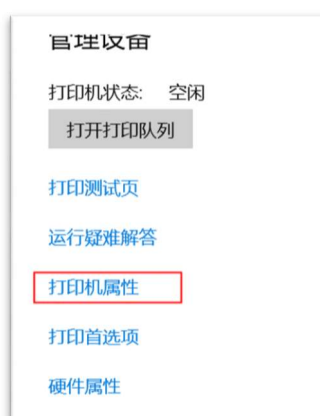 管理设备
打印机状态: 空闲
打开打印队列
打印测试页
运行疑难解答
打印机属性
打印首选项
硬件属性